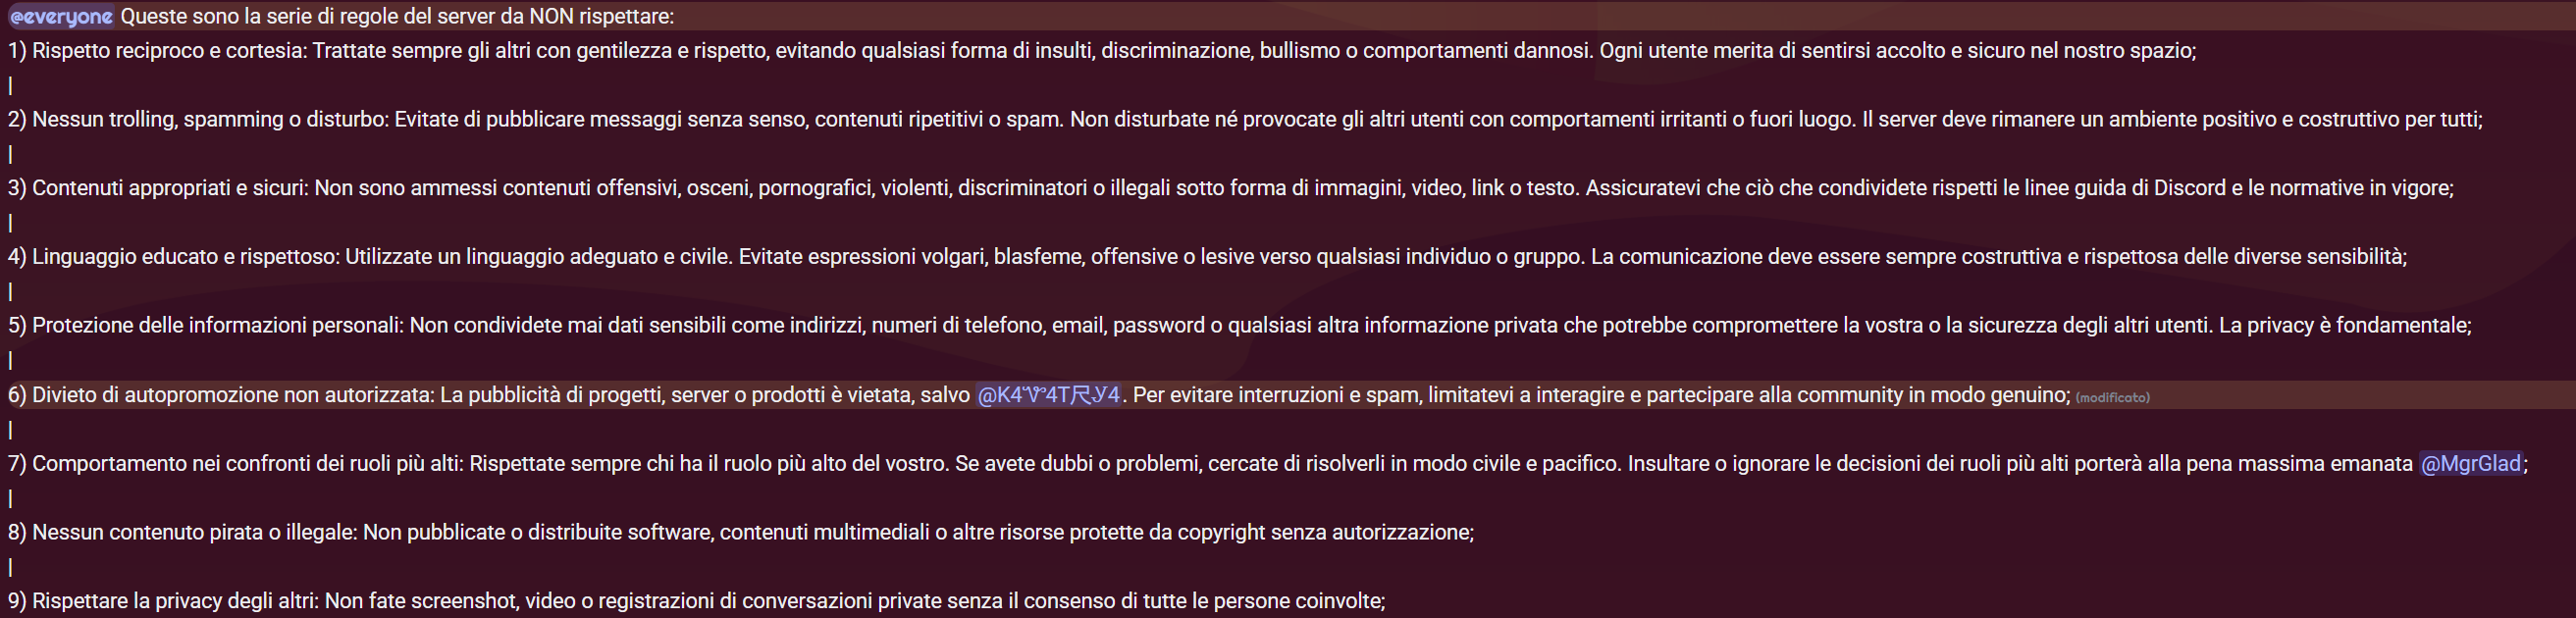 @everyone Queste sono la serie di regole del server da NON rispettare:
1) Rispetto reciproco e cortesia: Trattate sempre gli altri con gentilezza e rispetto, evitando qualsiasi forma di insulti, discriminazione, bullismo o comportamenti dannosi. Ogni utente merita di sentirsi accolto e sicuro nel nostro spazio;
|
2) Nessun trolling, spamming o disturbo: Evitate di pubblicare messaggi senza senso, contenuti ripetitivi o spam. Non disturbate né provocate gli altri utenti con comportamenti irritanti o fuori luogo. Il server deve rimanere un ambiente positivo e costruttivo per tutti;
|
3) Contenuti appropriati e sicuri: Non sono ammessi contenuti offensivi, osceni, pornografici, violenti, discriminatori o illegali sotto forma di immagini, video, link o testo. Assicuratevi che ciò che condividete rispetti le linee guida di Discord e le normative in vigore;
|
4) Linguaggio educato e rispettoso: Utilizzate un linguaggio adeguato e civile. Evitate espressioni volgari, blasfeme, offensive o lesive verso qualsiasi individuo o gruppo. La comunicazione deve essere sempre costruttiva e rispettosa delle diverse sensibilità;
|
5) Protezione delle informazioni personali: Non condividete mai dati sensibili come indirizzi, numeri di telefono, email, password o qualsiasi altra informazione privata che potrebbe compromettere la vostra o la sicurezza degli altri utenti. La privacy è fondamentale;
|
6) Divieto di autopromozione non autorizzata: La pubblicità di progetti, server o prodotti è vietata, salvo . Per evitare interruzioni e spam, limitatevi a interagire e partecipare alla community in modo genuino; (modificato)
|
7) Comportamento nei confronti dei ruoli più alti: Rispettate sempre chi ha il ruolo più alto del vostro. Se avete dubbi o problemi, cercate di risolverli in modo civile e pacifico. Insultare o ignorare le decisioni dei ruoli più alti porterà alla pena massima emanata @MgrGlad;
|
8) Nessun contenuto pirata o illegale: Non pubblicate o distribuite software, contenuti multimediali o altre risorse protette da copyright senza autorizzazione;
|
9) Rispettare la privacy degli altri: Non fate screenshot, video o registrazioni di conversazioni private senza il consenso di tutte le persone coinvolte;